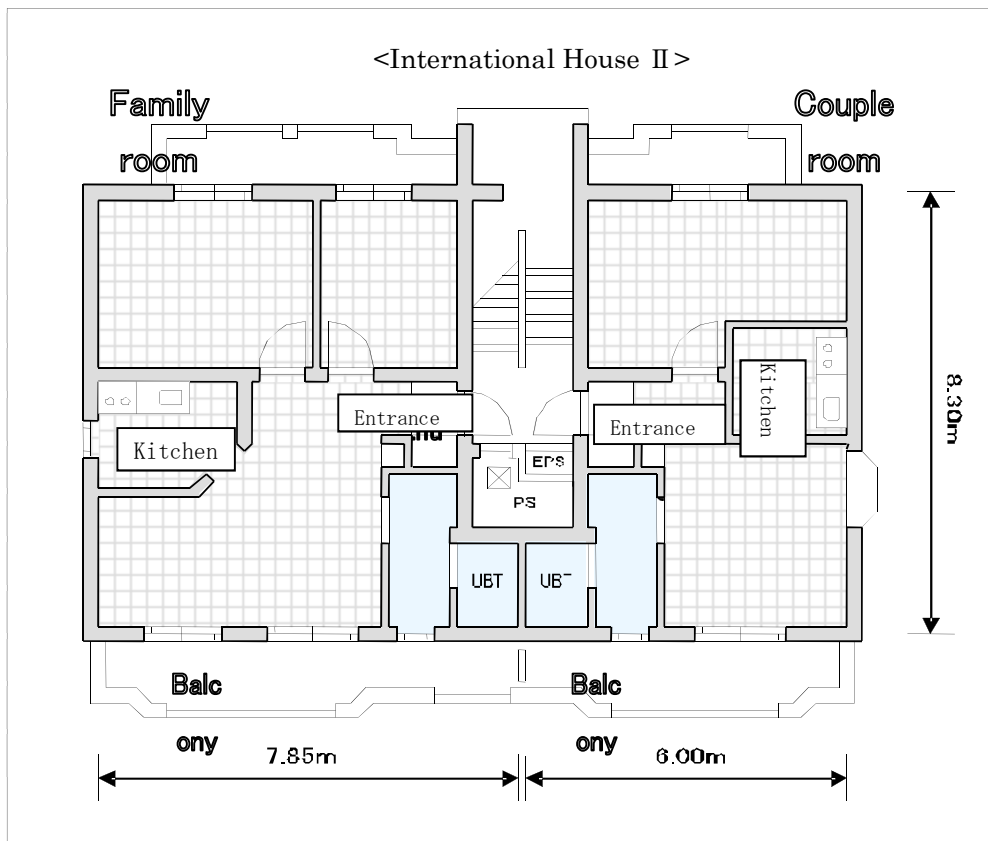 <International House Ⅱ>
Family
room
Couple
room
Kitchen
Entrance
Entrance
Kitchen
8.30m
EPS
PS
UBT
Balc
ony
Balc
ony
7.85m
6.00m